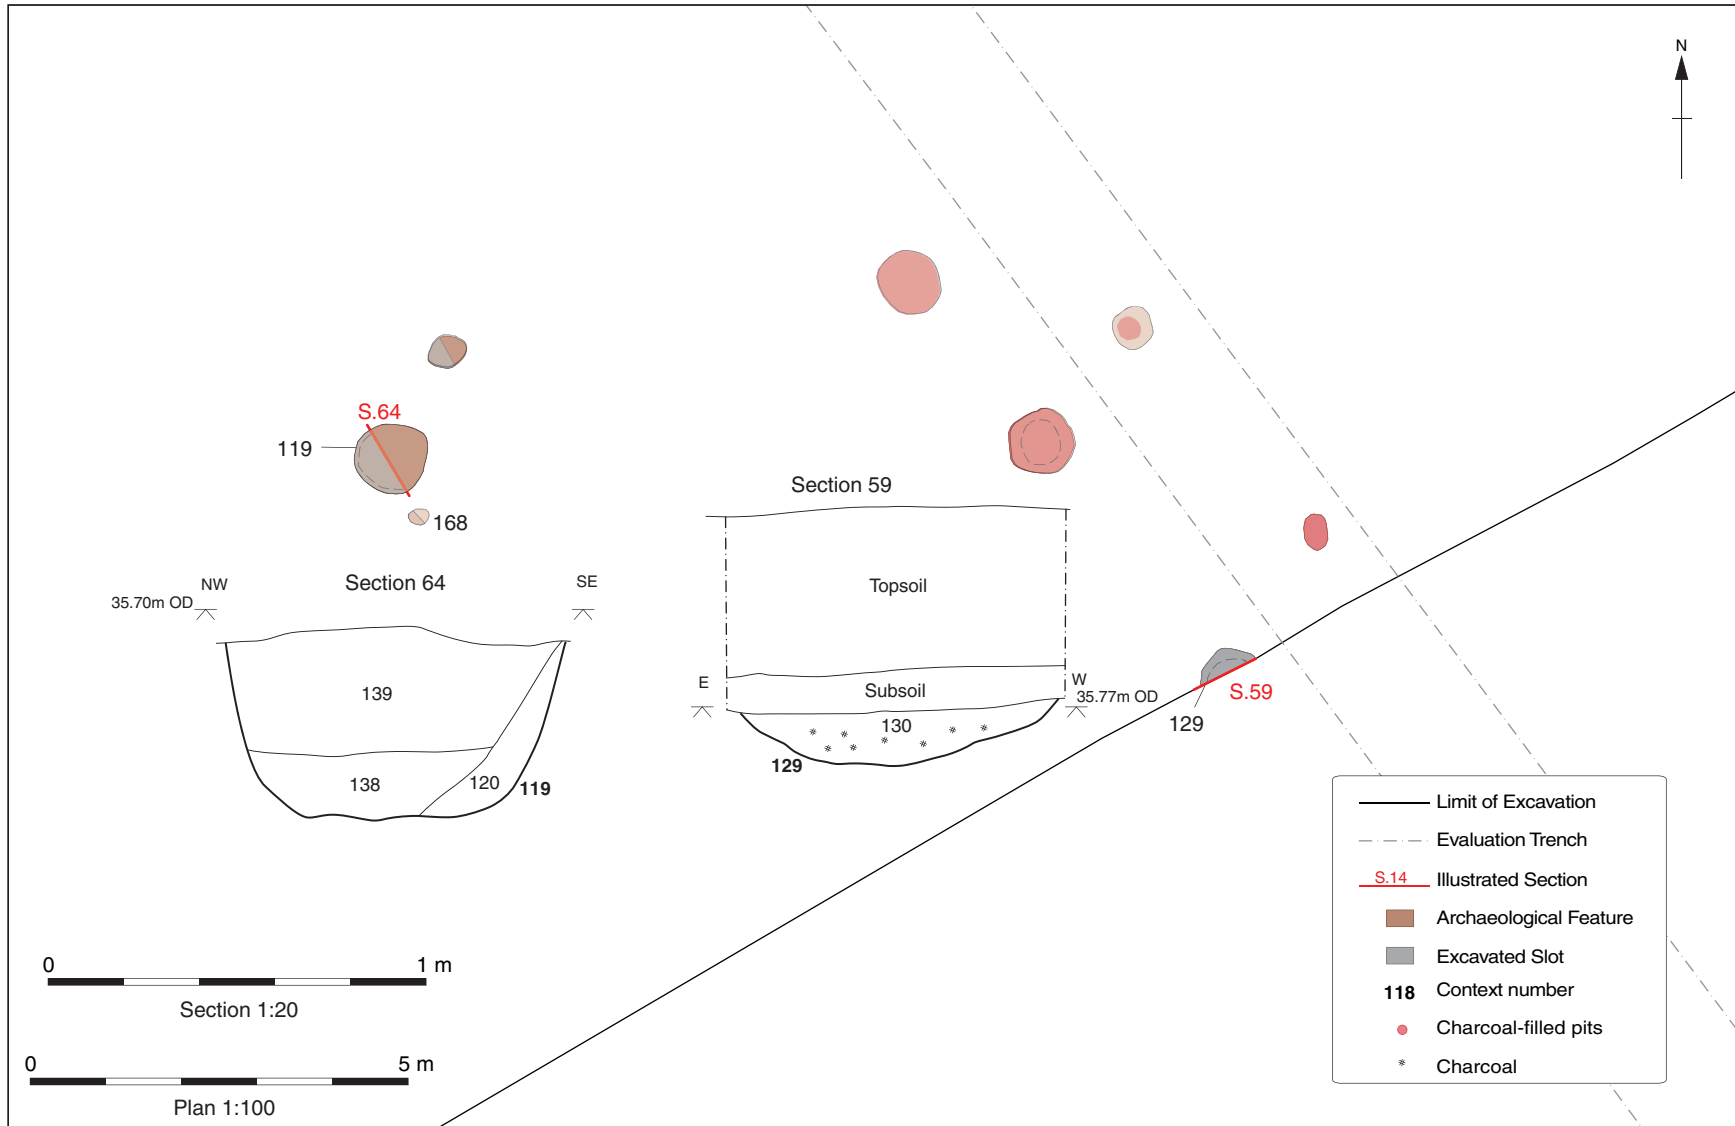 N
S.64
119
168
Section 59
Topsoil
Subsoil
E
W
35.77m OD
130
129
Section 64
NW
SE
35.70m OD
139
138
120
119
S.59
129
Limit of Excavation
Evaluation Trench
S.14 Illustrated Section
Archaeological Feature
Excavated Slot
118 Context number
Charcoal-filled pits
Charcoal
0 1 m
Section 1:20
0 5 m
Plan 1:100